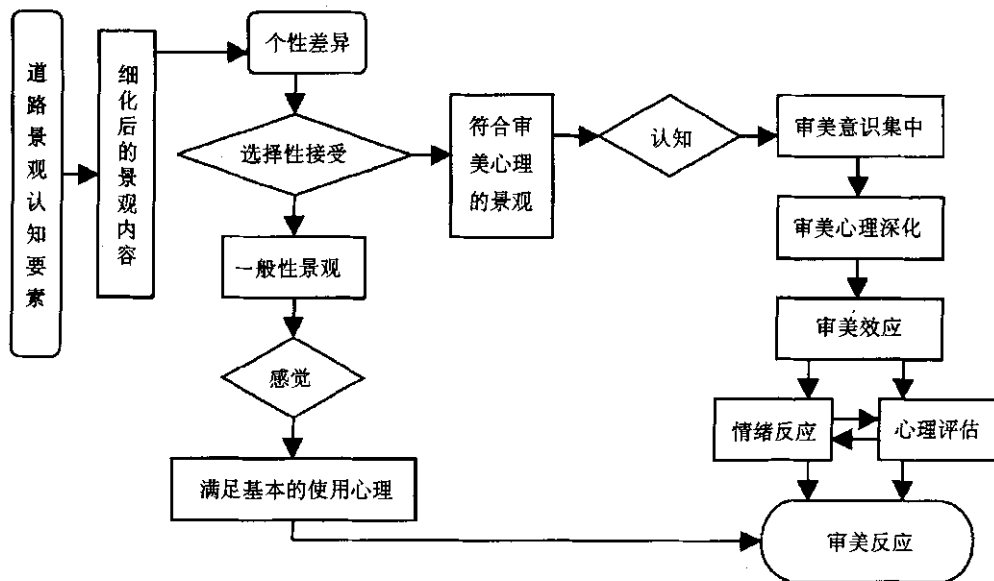 道路景观认知要素
细化后的景观内容
个性差异
选择性接受
一般性景观
感觉
满足基本的使用心理
符合审
美心理
的景观
认知
审美意识集中
审美心理深化
审美效应
情绪反应
心理评估
审美反应